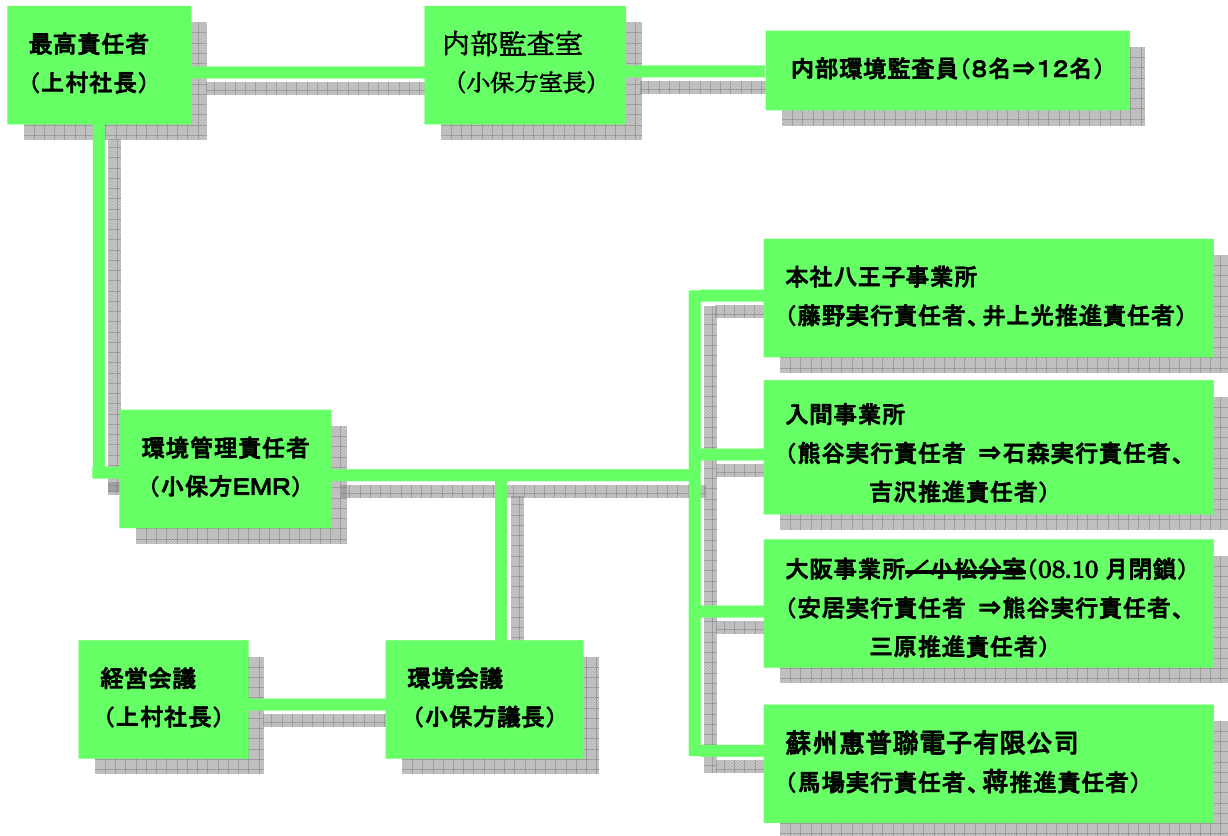 最高責任者
（上村社長）
内部監査室
（小保方室長）
内部環境監査員（8名⇒12名）
本社八王子事業所
（藤野実行責任者、井上光推進責任者）
入間事業所
（熊谷実行責任者 ⇒石森実行責任者、
吉沢推進責任者）
環境管理責任者
（小保方EMR）
大阪事業所／小松分室（08.10 月閉鎖）
（安居実行責任者 ⇒熊谷実行責任者、
三原推進責任者）
経営会議
（上村社長）
環境会議
（小保方議長）
蘇州惠普聯電子有限公司
（馬場実行責任者、蒋推進責任者）